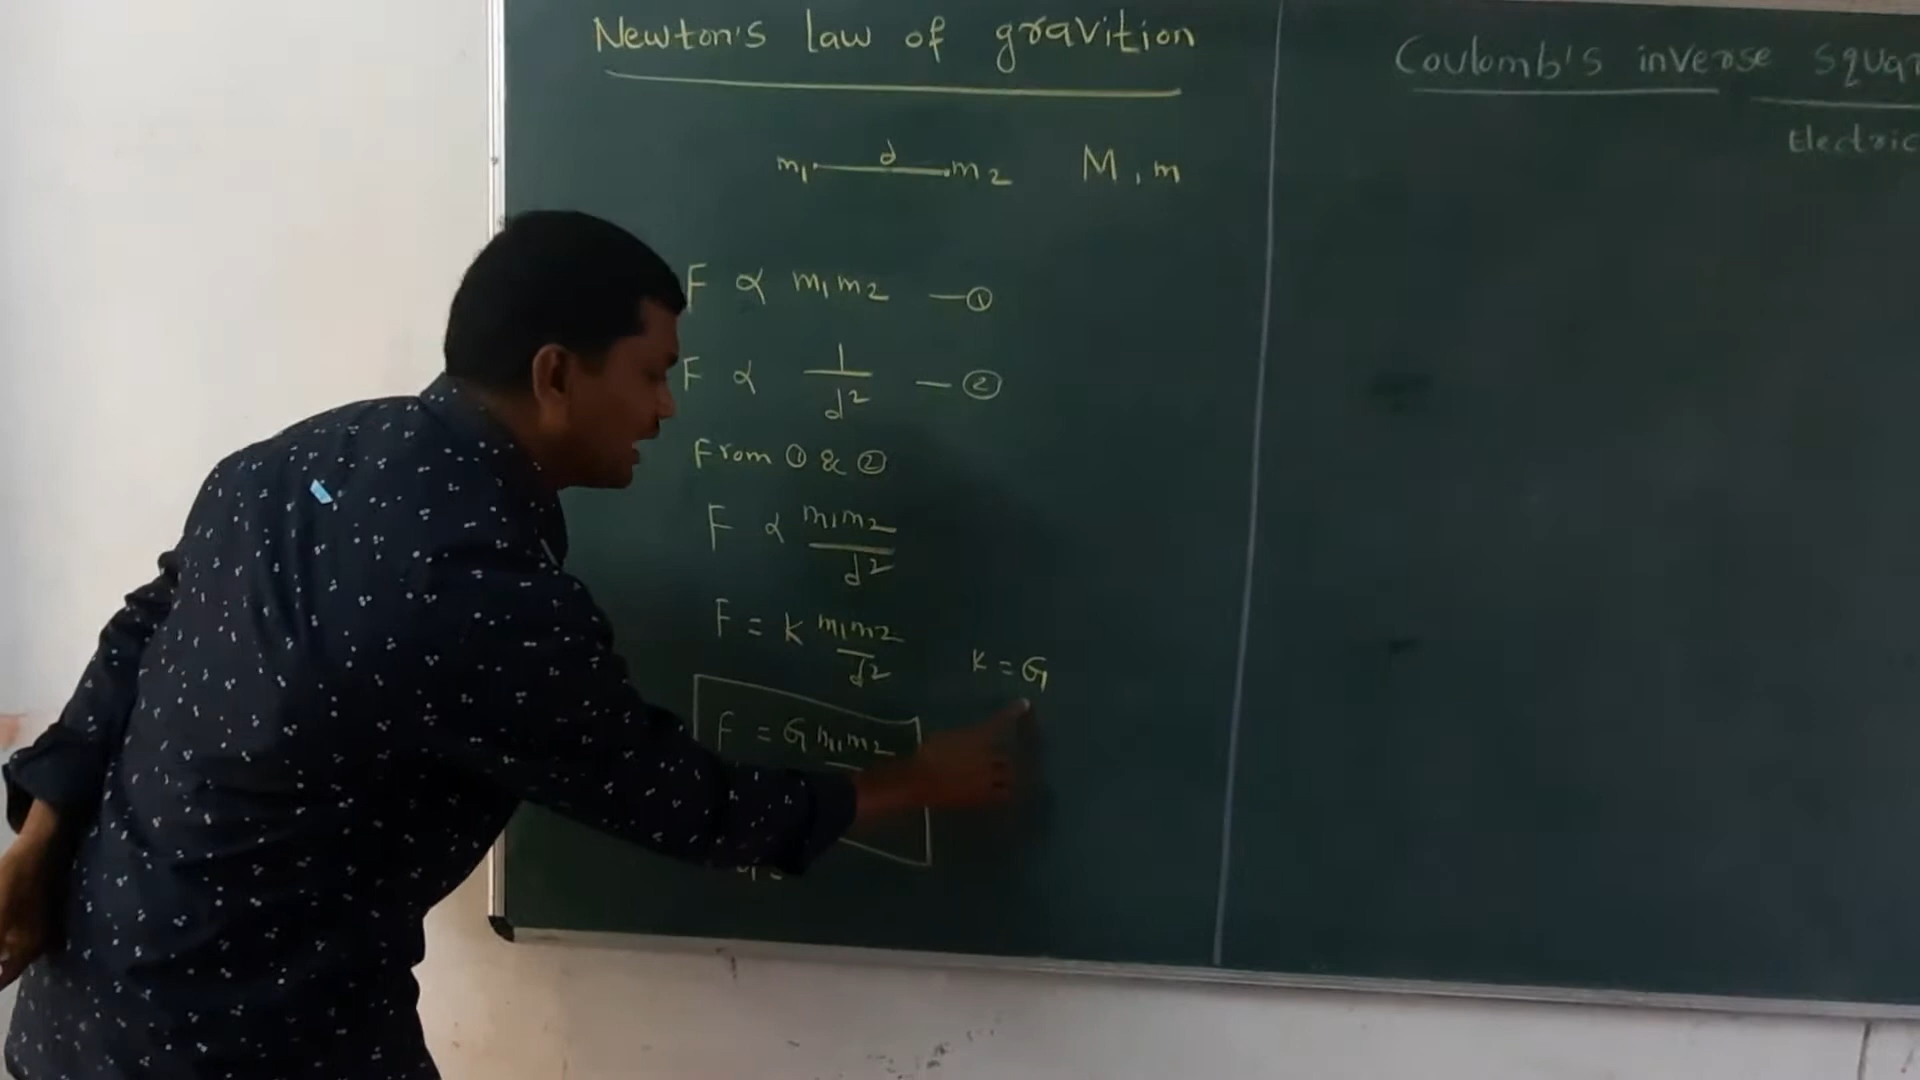 Newton's law of gravition
m₁ d m₂ M, m
F ∝ m₁m₂ —①
F ∝ 1/d² —②
From ① & ②
F ∝ m₁m₂/d²
F = K m₁m₂/d²
K = G
F = G m₁m₂
Coulomb's inverse
Electric